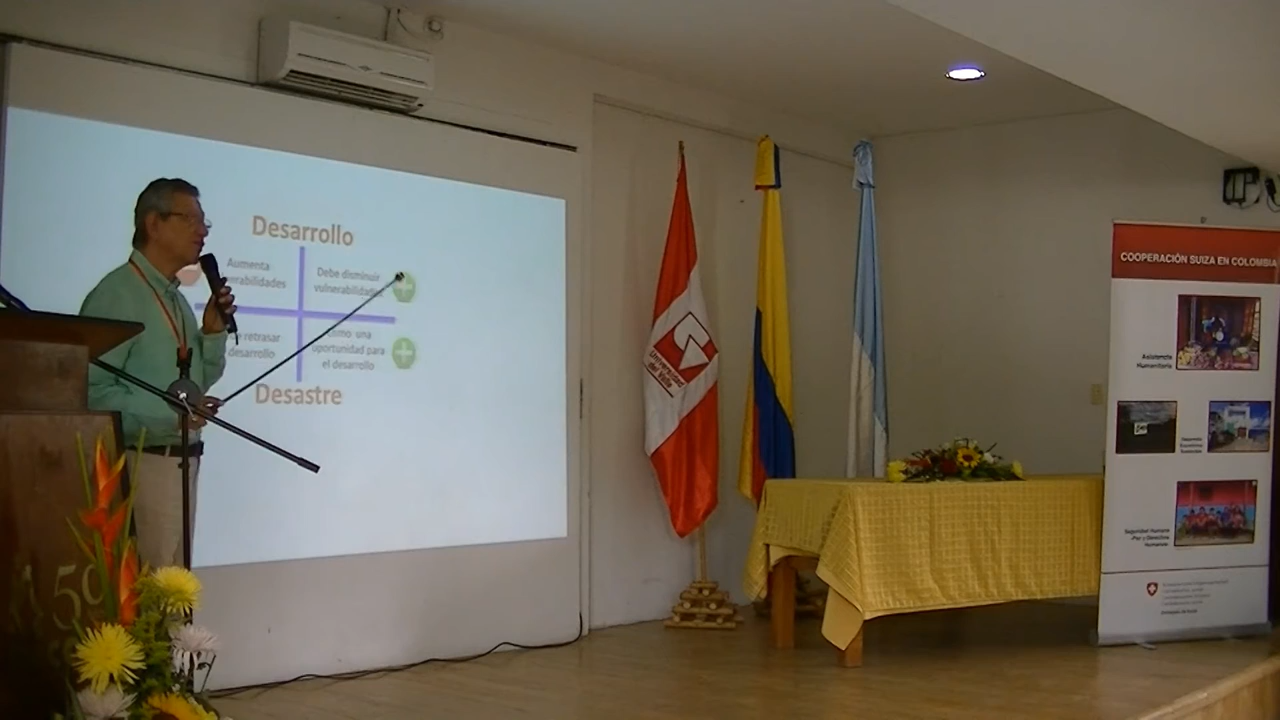 Desarrollo
Aumenta
Debe disminuir
vulnerabilidades
retrasar
desarrollo
como una
oportunidad para
el desarrollo
Desastre
Universidad
del Valle
COOPERACIÓN SUIZA EN COLOMBIA
Asistencia
Humanitaria
Seguridad Humana
-Paz y Derechos
Humanos-
59